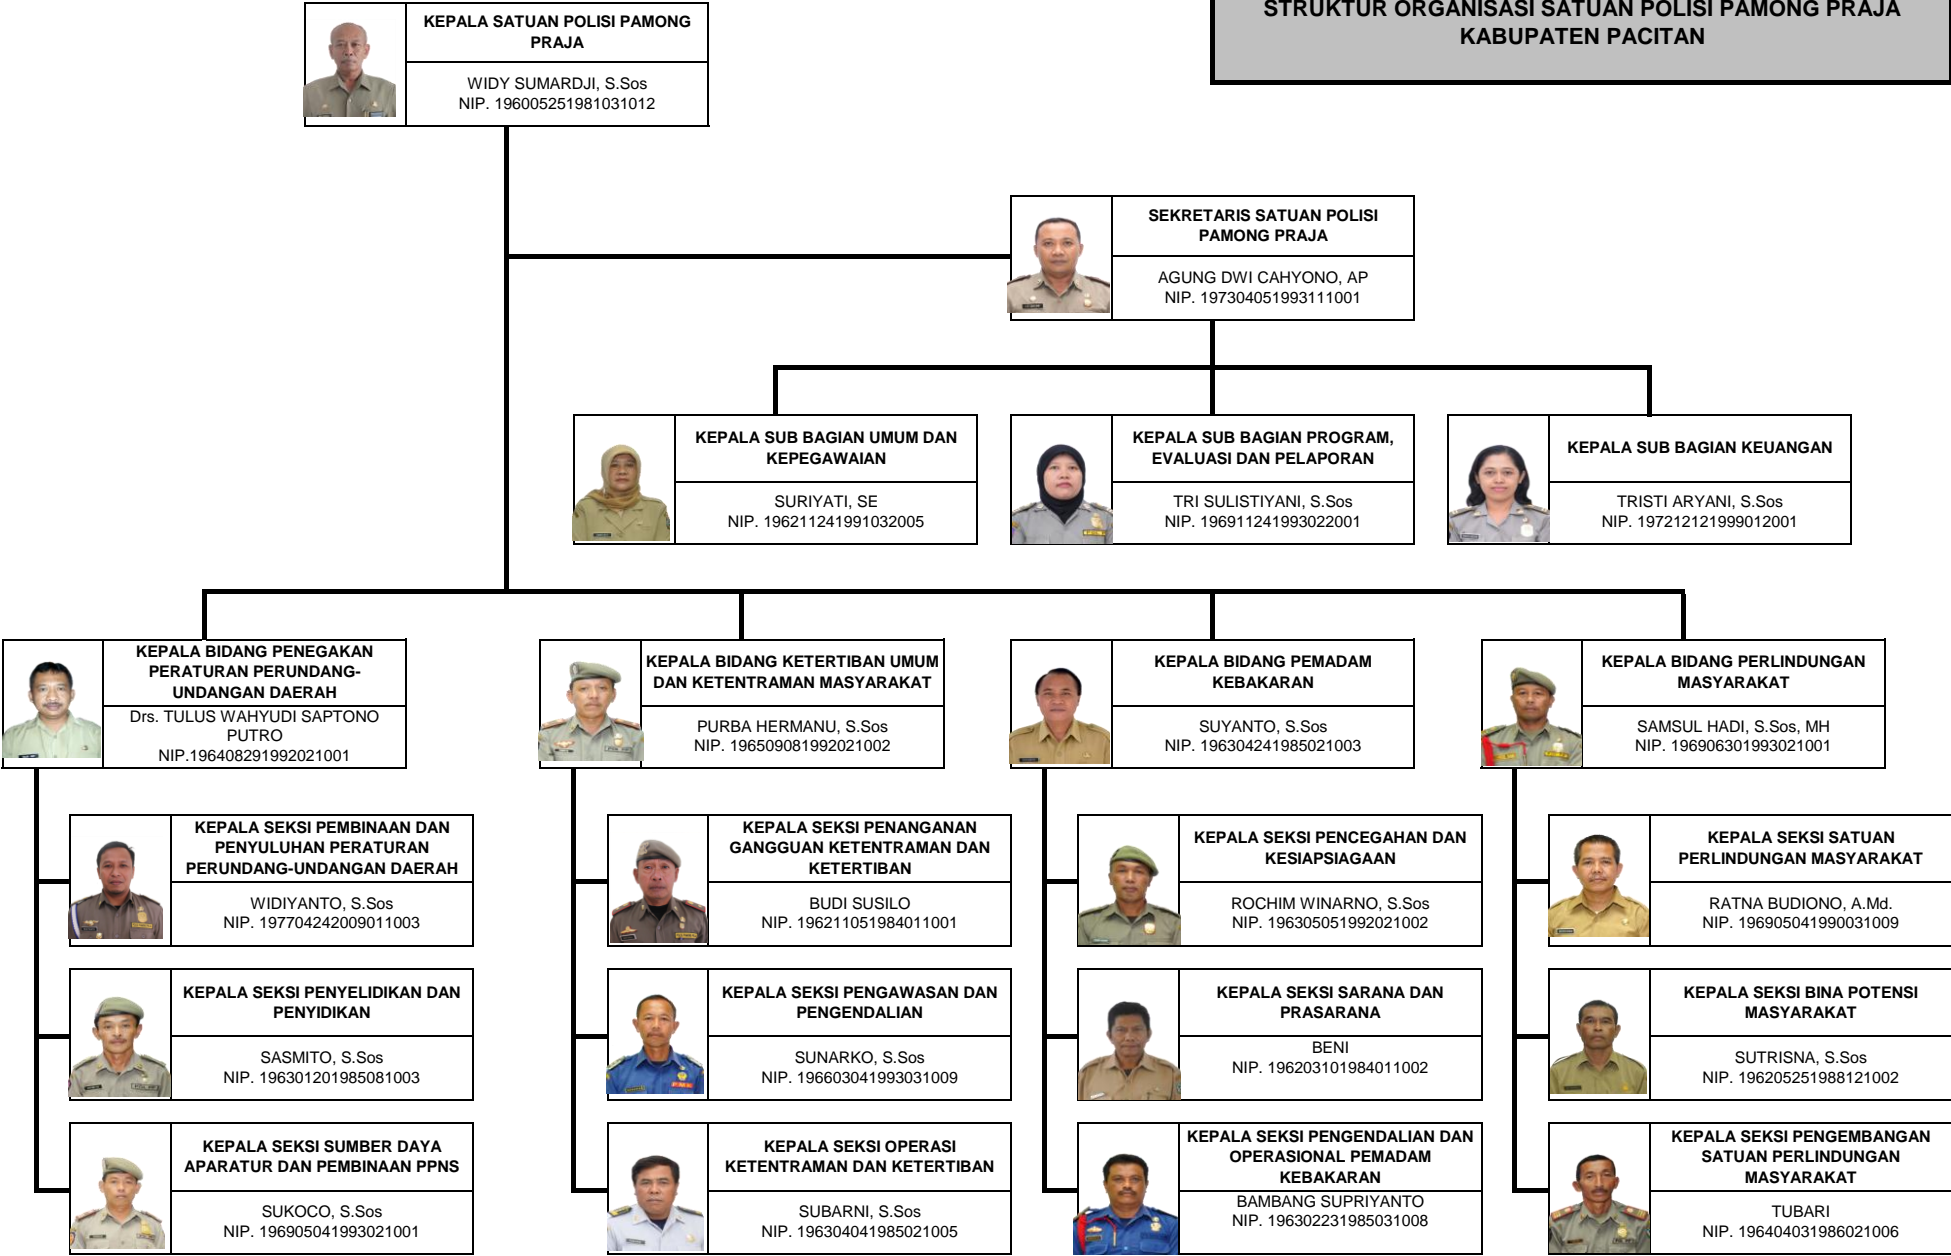 STRUKTUR ORGANISASI SATUAN POLISI PAMONG PRAJA
KABUPATEN PACITAN
KEPALA SATUAN POLISI PAMONG
PRAJA
WIDY SUMARDJI, S.Sos
NIP. 196005251981031012
SEKRETARIS SATUAN POLISI
PAMONG PRAJA
AGUNG DWI CAHYONO, AP
NIP. 197304051993111001
KEPALA SUB BAGIAN UMUM DAN
KEPEGAWAIAN
SURIYATI, SE
NIP. 196211241991032005
KEPALA SUB BAGIAN PROGRAM,
EVALUASI DAN PELAPORAN
TRI SULISTIYANI, S.Sos
NIP. 196911241993022001
KEPALA SUB BAGIAN KEUANGAN
TRISTI ARYANI, S.Sos
NIP. 197212121999012001
KEPALA BIDANG PENEGAKAN
PERATURAN PERUNDANG-
UNDANGAN DAERAH
Drs. TULUS WAHYUDI SAPTONO
PUTRO
NIP.196408291992021001
KEPALA BIDANG KETERTIBAN UMUM
DAN KETENTRAMAN MASYARAKAT
PURBA HERMANU, S.Sos
NIP. 196509081992021002
KEPALA BIDANG PEMADAM
KEBAKARAN
SUYANTO, S.Sos
NIP. 196304241985021003
KEPALA BIDANG PERLINDUNGAN
MASYARAKAT
SAMSUL HADI, S.Sos, MH
NIP. 196906301993021001
KEPALA SEKSI PEMBINAAN DAN
PENYULUHAN PERATURAN
PERUNDANG-UNDANGAN DAERAH
WIDIYANTO, S.Sos
NIP. 197704242009011003
KEPALA SEKSI PENANGANAN
GANGGUAN KETENTRAMAN DAN
KETERTIBAN
BUDI SUSILO
NIP. 196211051984011001
KEPALA SEKSI PENCEGAHAN DAN
KESIAPSIAGAAN
ROCHIM WINARNO, S.Sos
NIP. 196305051992021002
KEPALA SEKSI SATUAN
PERLINDUNGAN MASYARAKAT
RATNA BUDIONO, A.Md.
NIP. 196905041990031009
KEPALA SEKSI PENYELIDIKAN DAN
PENYIDIKAN
SASMITO, S.Sos
NIP. 196301201985081003
KEPALA SEKSI PENGAWASAN DAN
PENGENDALIAN
SUNARKO, S.Sos
NIP. 196603041993031009
KEPALA SEKSI SARANA DAN
PRASARANA
BENI
NIP. 196203101984011002
KEPALA SEKSI BINA POTENSI
MASYARAKAT
SUTRISNA, S.Sos
NIP. 196205251988121002
KEPALA SEKSI SUMBER DAYA
APARATUR DAN PEMBINAAN PPNS
SUKOCO, S.Sos
NIP. 196905041993021001
KEPALA SEKSI OPERASI
KETENTRAMAN DAN KETERTIBAN
SUBARNI, S.Sos
NIP. 196304041985021005
KEPALA SEKSI PENGENDALIAN DAN
OPERASIONAL PEMADAM
KEBAKARAN
BAMBANG SUPRIYANTO
NIP. 196302231985031008
KEPALA SEKSI PENGEMBANGAN
SATUAN PERLINDUNGAN
MASYARAKAT
TUBARI
NIP. 196404031986021006